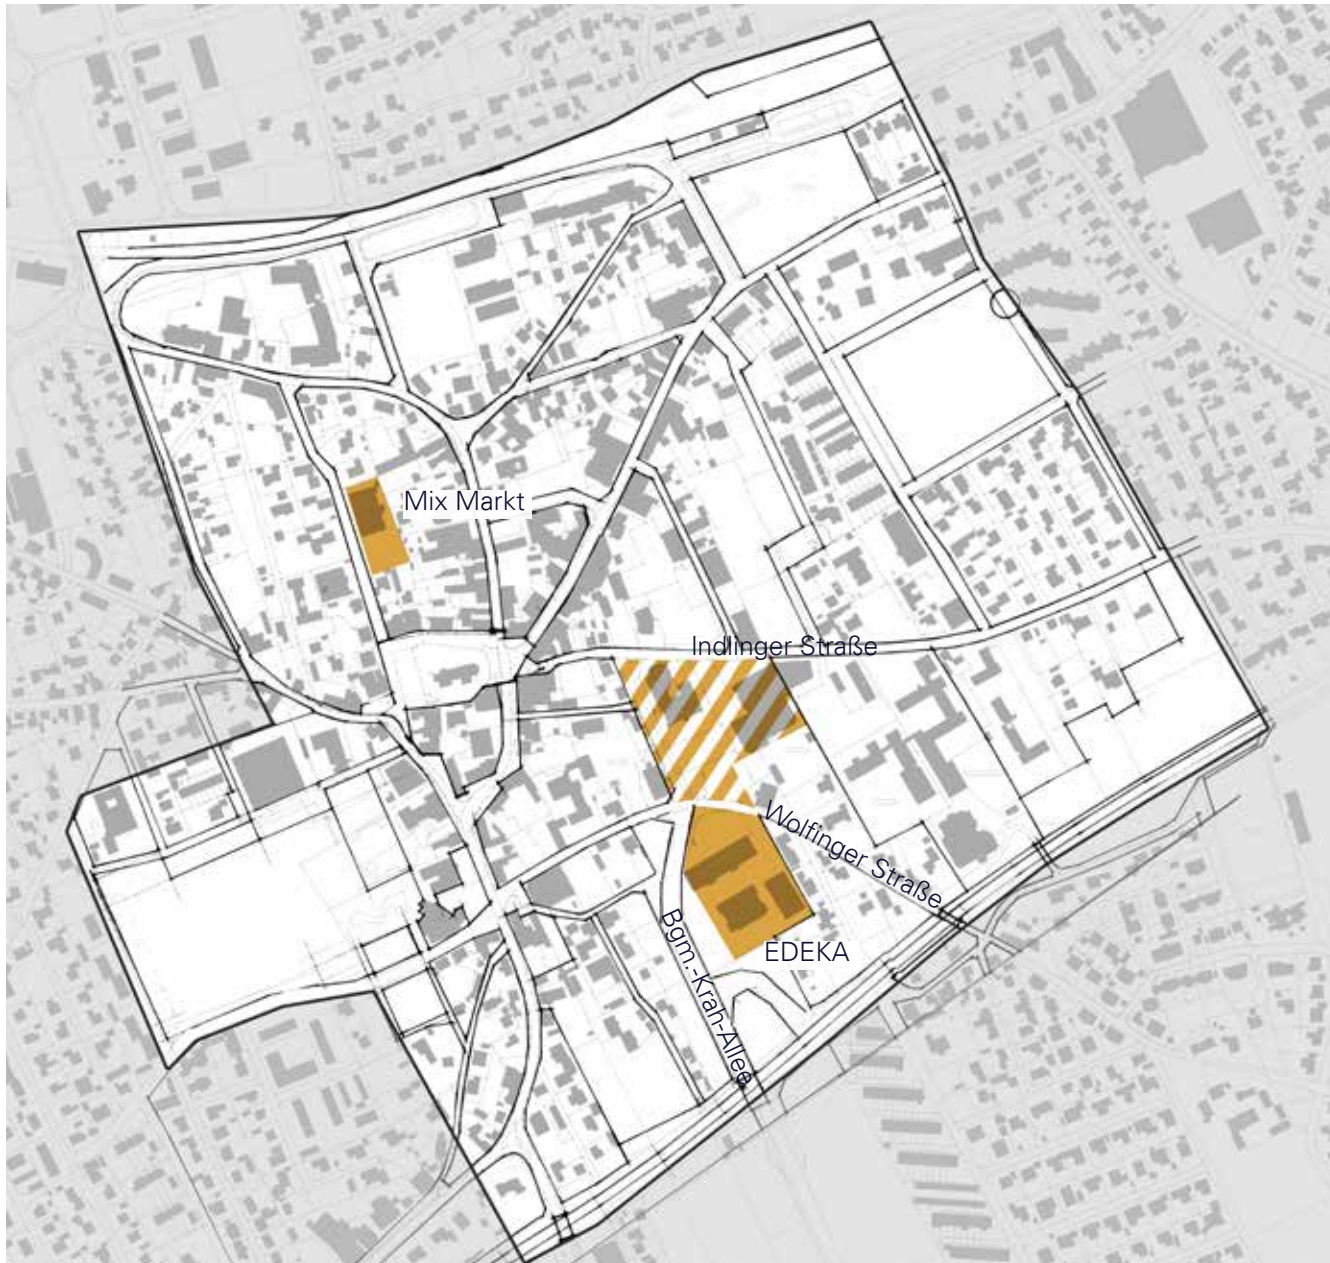 Mix Markt
Indlinger Straße
Wolfinger Straße
EDEKA
Bgm.-Krah-Allee